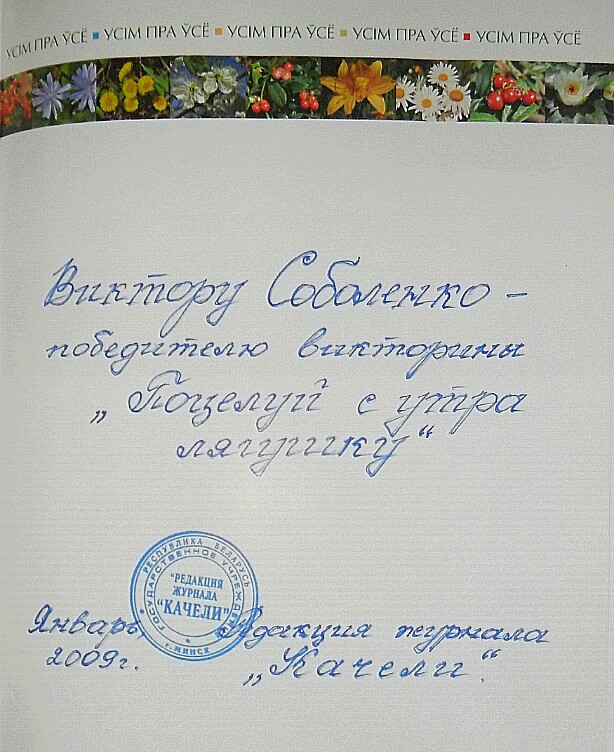 УСІМ ПРА ЎСЁ ▪ УСІМ ПРА ЎСЁ ▪ УСІМ ПРА ЎСЁ ▪ УСІМ ПРА ЎСЁ ▪ УСІМ ПРА ЎСЁ
Виктору Соболенко –
победителю викторины
„Поцелуй с утра
лягушку“
РЕСПУБЛИКА БЕЛАРУСЬ
ГОСУДАРСТВЕННОЕ УЧРЕЖДЕНИЕ
"РЕДАКЦИЯ
ЖУРНАЛА
"КАЧЕЛИ"
г. МИНСК
Январь, Редакция журнала
2009г. „Качели“.